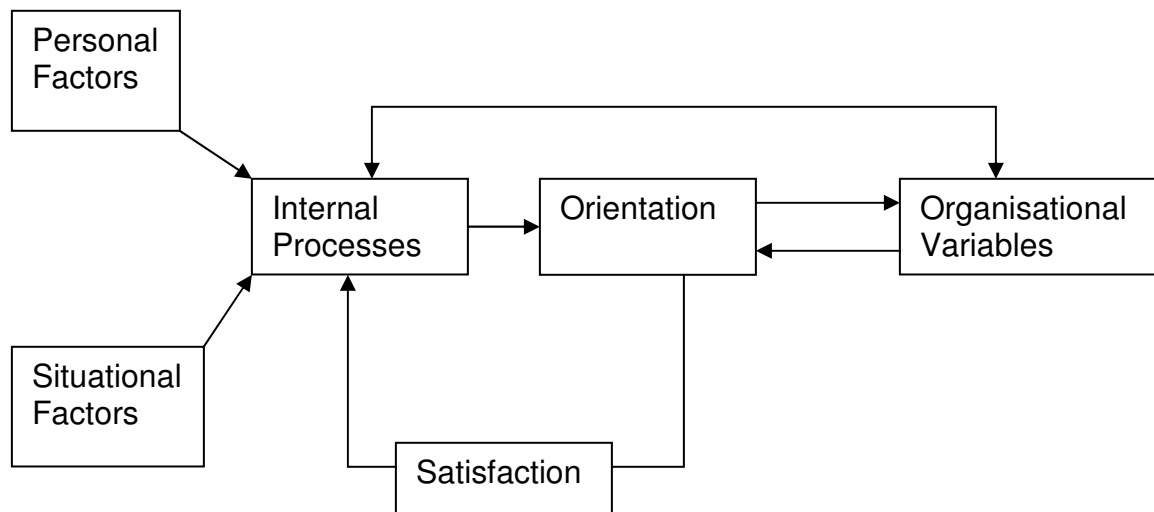 Personal
Factors
Internal
Processes
Orientation
Organisational
Variables
Situational
Factors
Satisfaction